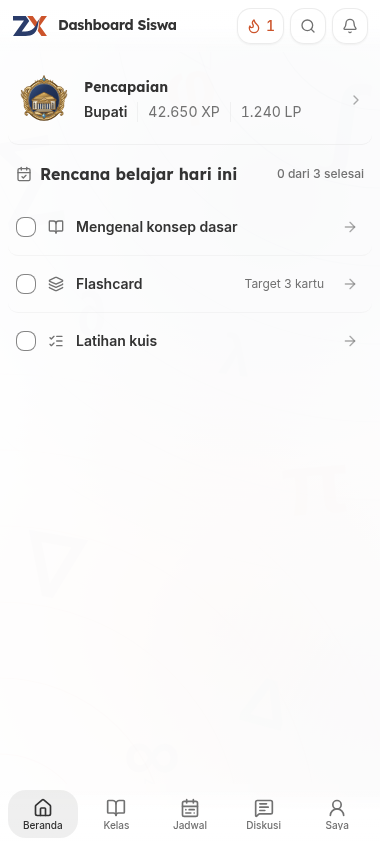 ZX Dashboard Siswa 1
Pencapaian
Bupati 42.650 XP 1.240 LP
Rencana belajar hari ini 0 dari 3 selesai
Mengenal konsep dasar
Flashcard Target 3 kartu
Latihan kuis
Beranda Kelas Jadwal Diskusi Saya